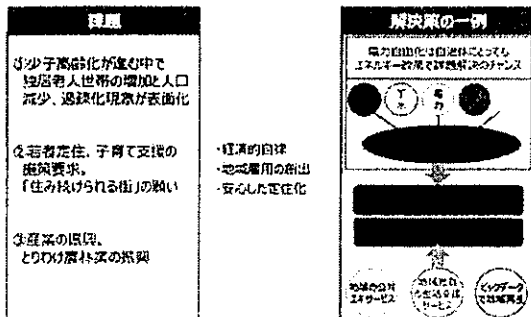 課題
①少子高齢化が進む中で
独居老人世帯の増加と人口
減少、過疎化現象が表面化
②若者定住、子育て支援の
施策要求。
「住み続けられる街」の願い
③産業の振興。
とりわけ農林業の振興
・経済的自律
・地域雇用の創出
・安心した定住化
解決策の一例
電力自由化は自治体にとっても
エネルギー政策で課題解決のチャンス
電
力
地域の公共
サービス
サービス
ビックデータ
で地域再生